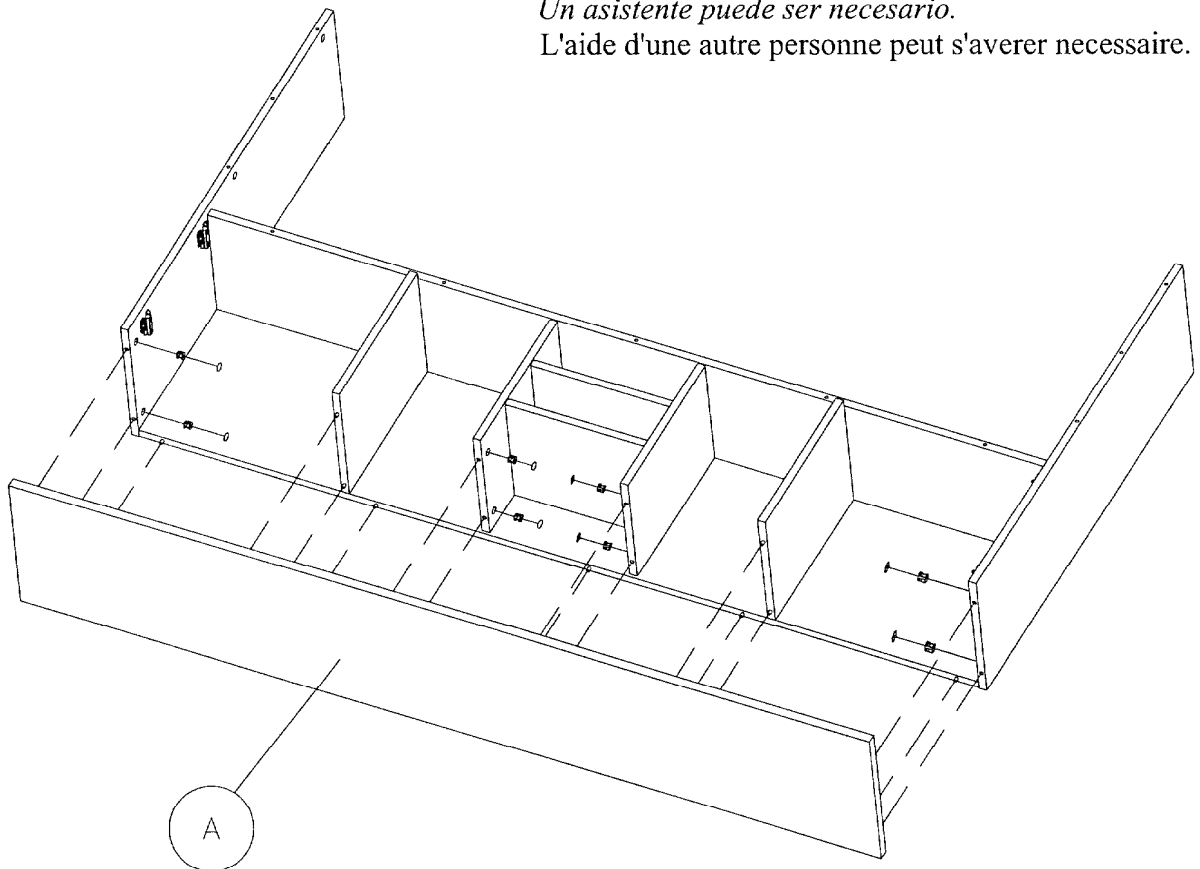 Un asistente puede ser necesario.
L'aide d'une autre personne peut s'averer necessaire.
A